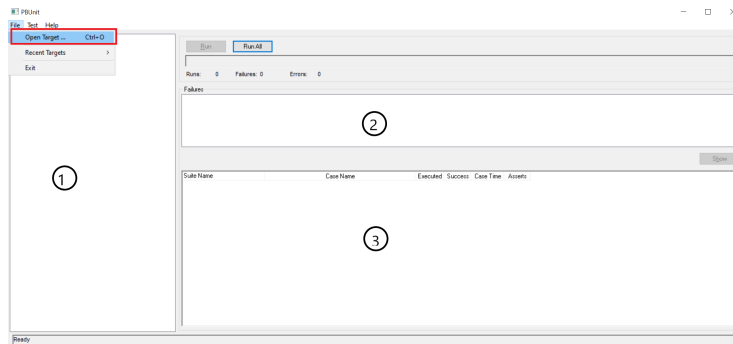 PBUnit
File Test Help
Open Target ... Ctrl+O
Recent Targets >
Exit
Run Run All
Runs: 0 Failures: 0 Errors: 0
Failures
2
Show
1
Suite Name Case Name Executed Success Case Time Asserts
3
Ready